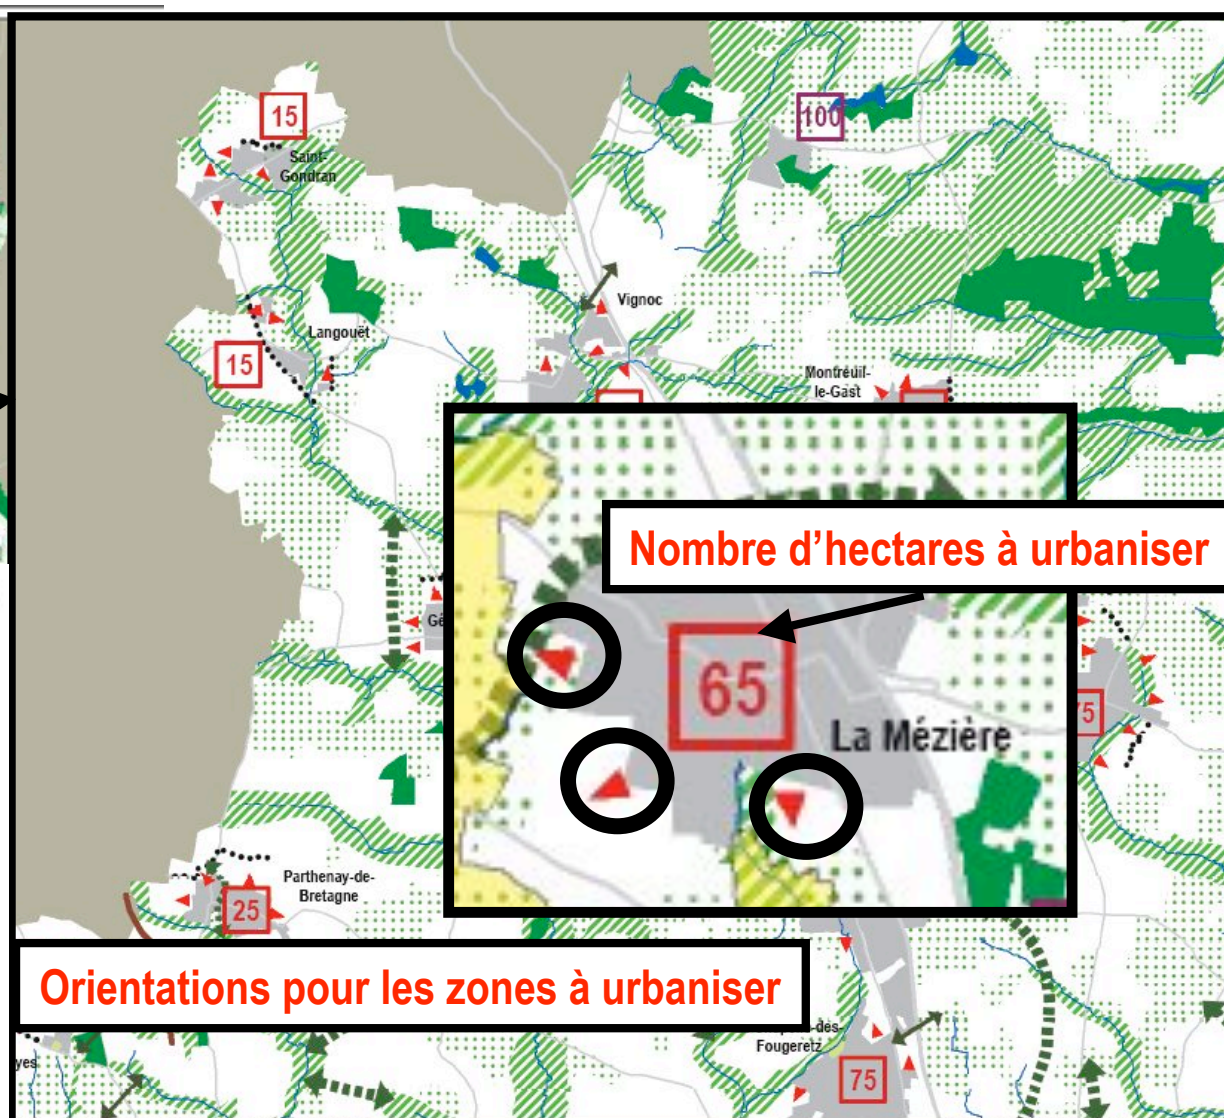 15
100
Saint-
Gondran
Vignoc
Langouët
15
Montreuil-
le-Gast
Nombre d’hectares à urbaniser
65
La Mézière
Parthenay-de-
Bretagne
25
Orientations pour les zones à urbaniser
-des-
Fougeretz
75